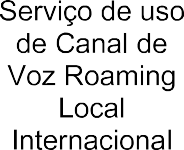 Serviço de uso
de Canal de
Voz Roaming
Local
Internacional